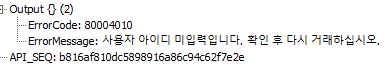 Output {} (2)
ErrorCode: 80004010
ErrorMessage: 사용자 아이디 미입력입니다. 확인 후 다시 거래하십시오.
API_SEQ: b816af810dc5898916a86c94c62f7e2e